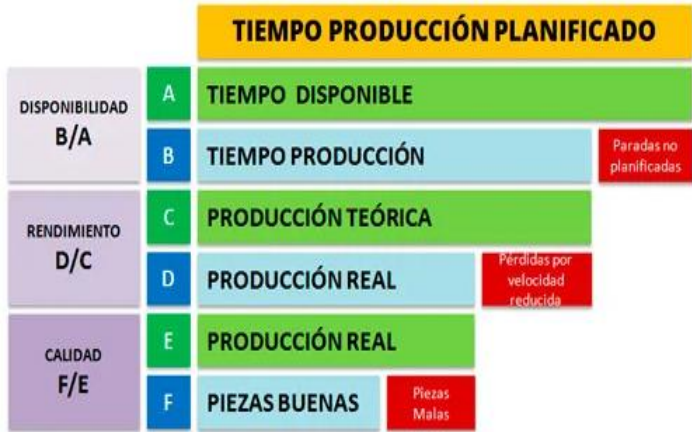 TIEMPO PRODUCCIÓN PLANIFICADO
DISPONIBILIDAD
B/A
A
TIEMPO DISPONIBLE
B
TIEMPO PRODUCCIÓN
Paradas no
planificadas
RENDIMIENTO
D/C
C
PRODUCCIÓN TEÓRICA
D
PRODUCCIÓN REAL
Pérdidas por
velocidad
reducida
CALIDAD
F/E
E
PRODUCCIÓN REAL
F
PIEZAS BUENAS
Piezas
Malas